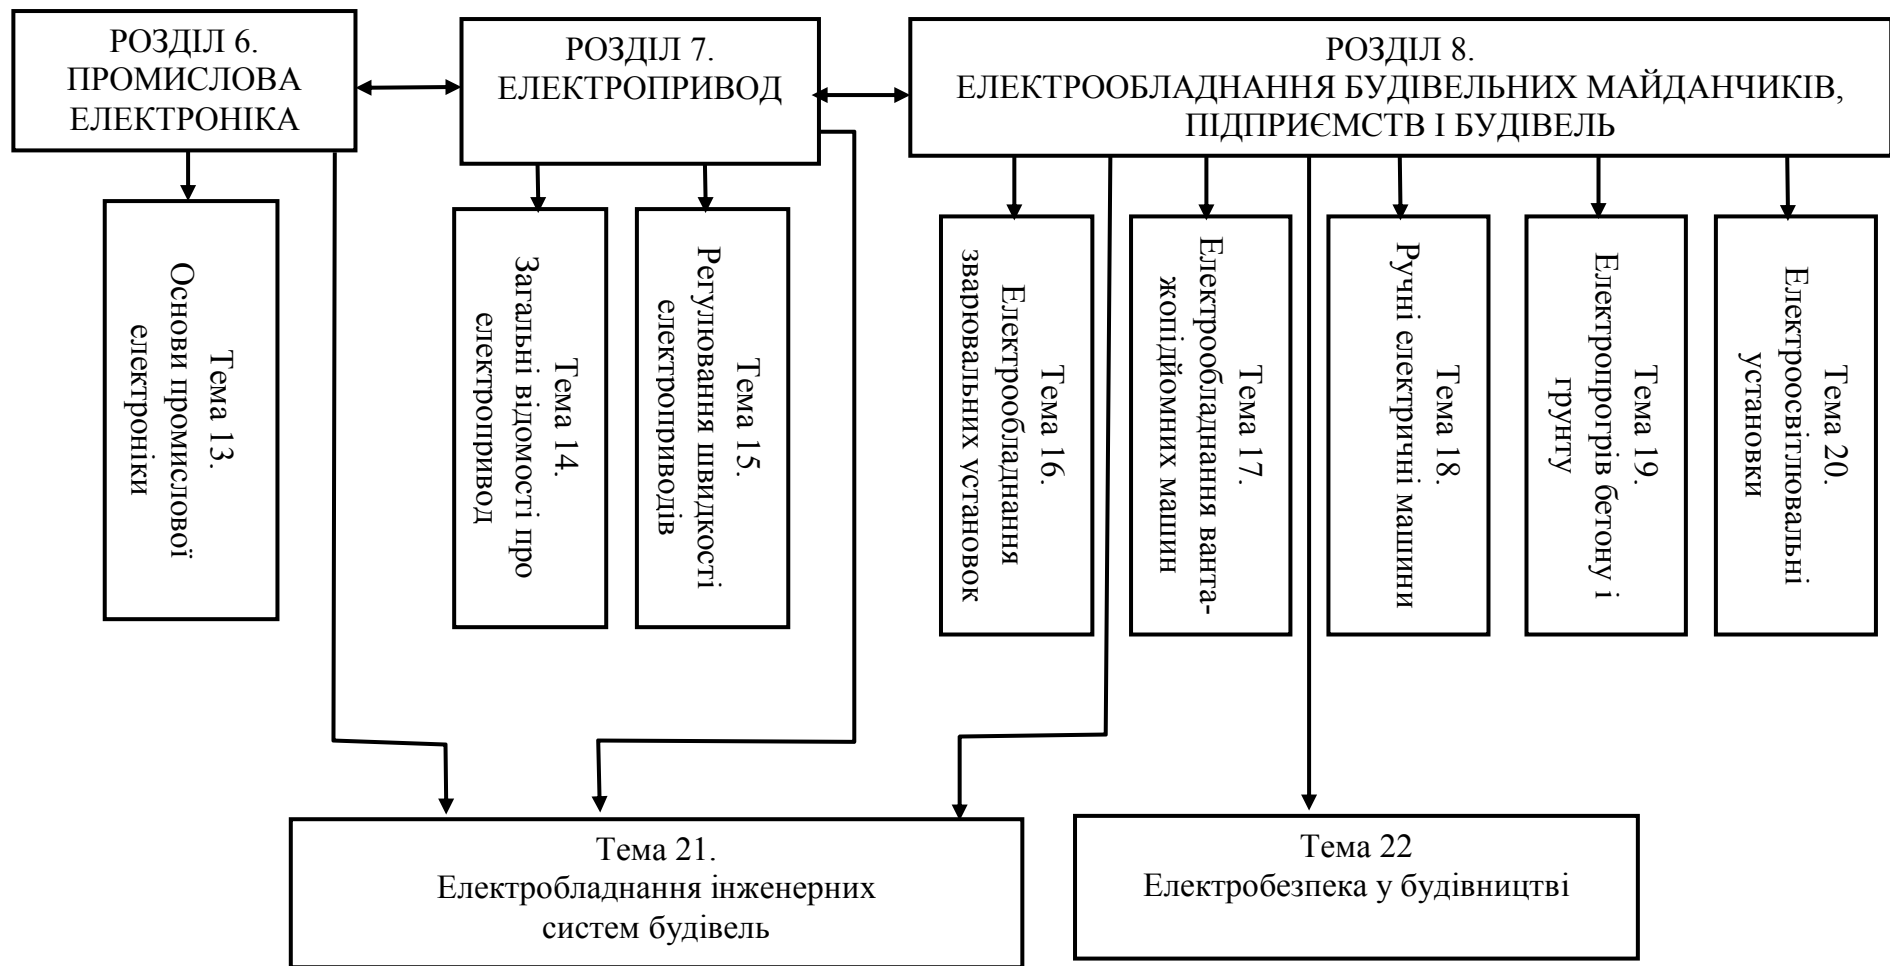 РОЗДІЛ 6.
ПРОМИСЛОВА
ЕЛЕКТРОНІКА
РОЗДІЛ 7.
ЕЛЕКТРОПРИВОД
РОЗДІЛ 8.
ЕЛЕКТРООБЛАДНАННЯ БУДІВЕЛЬНИХ МАЙДАНЧИКІВ,
ПІДПРИЄМСТВ І БУДІВЕЛЬ
Тема 13.
Основи промислової
електроніки
Тема 14.
Загальні відомості про
електропривод
Тема 15.
Регулювання швидкості
електроприводів
Тема 16.
Електрообладнання
зварювальних установок
Тема 17.
Електрообладнання ванта-
жопідйомних машин
Тема 18.
Ручні електричні машини
Тема 19.
Електропрогрів бетону і
грунту
Тема 20.
Електроосвітлювальні
установки
Тема 21.
Електробладнання інженерних
систем будівель
Тема 22
Електробезпека у будівництві